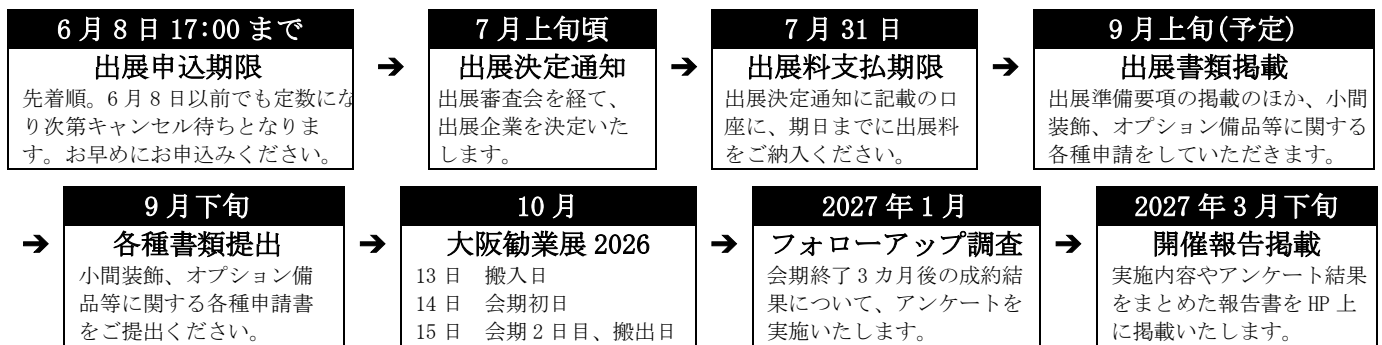 6月8日 17:00まで
出展申込期限
先着順。6月8日以前でも定数にな
り次第キャンセル待ちとなりま
す。お早めにお申込みください。
➔
7月上旬頃
出展決定通知
出展審査会を経て、
出展企業を決定いた
します。
➔
7月31日
出展料支払期限
出展決定通知に記載の口
座に、期日までに出展料
をご納入ください。
➔
9月上旬(予定)
出展書類掲載
出展準備要項の掲載のほか、小間
装飾、オプション備品等に関する
各種申請をしていただきます。
➔
9月下旬
各種書類提出
小間装飾、オプション備
品等に関する各種申請書
をご提出ください。
➔
10月
大阪勧業展2026
13日 搬入日
14日 会期初日
15日 会期2日目、搬出日
➔
2027年1月
フォローアップ調査
会期終了3カ月後の成約結
果について、アンケートを
実施いたします。
➔
2027年3月下旬
開催報告掲載
実施内容やアンケート結果
をまとめた報告書をHP上
に掲載いたします。